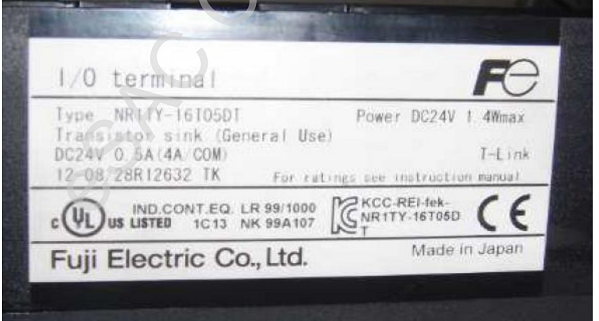 I/O terminal
Fe
Type NR1TY-16T05DT Power DC24V 1.4Wmax
Transistor sink (General Use)
DC24V 0.5A(4A/COM) T-Link
12-08/28R12632 TK For ratings see instruction manual
c UL US LISTED IND.CONT.EQ. 1C13 LR 99/1000 NK 99A107
KCC-REI-fek-
NR1TY-16T05D
T
CE
Fuji Electric Co., Ltd. Made in Japan